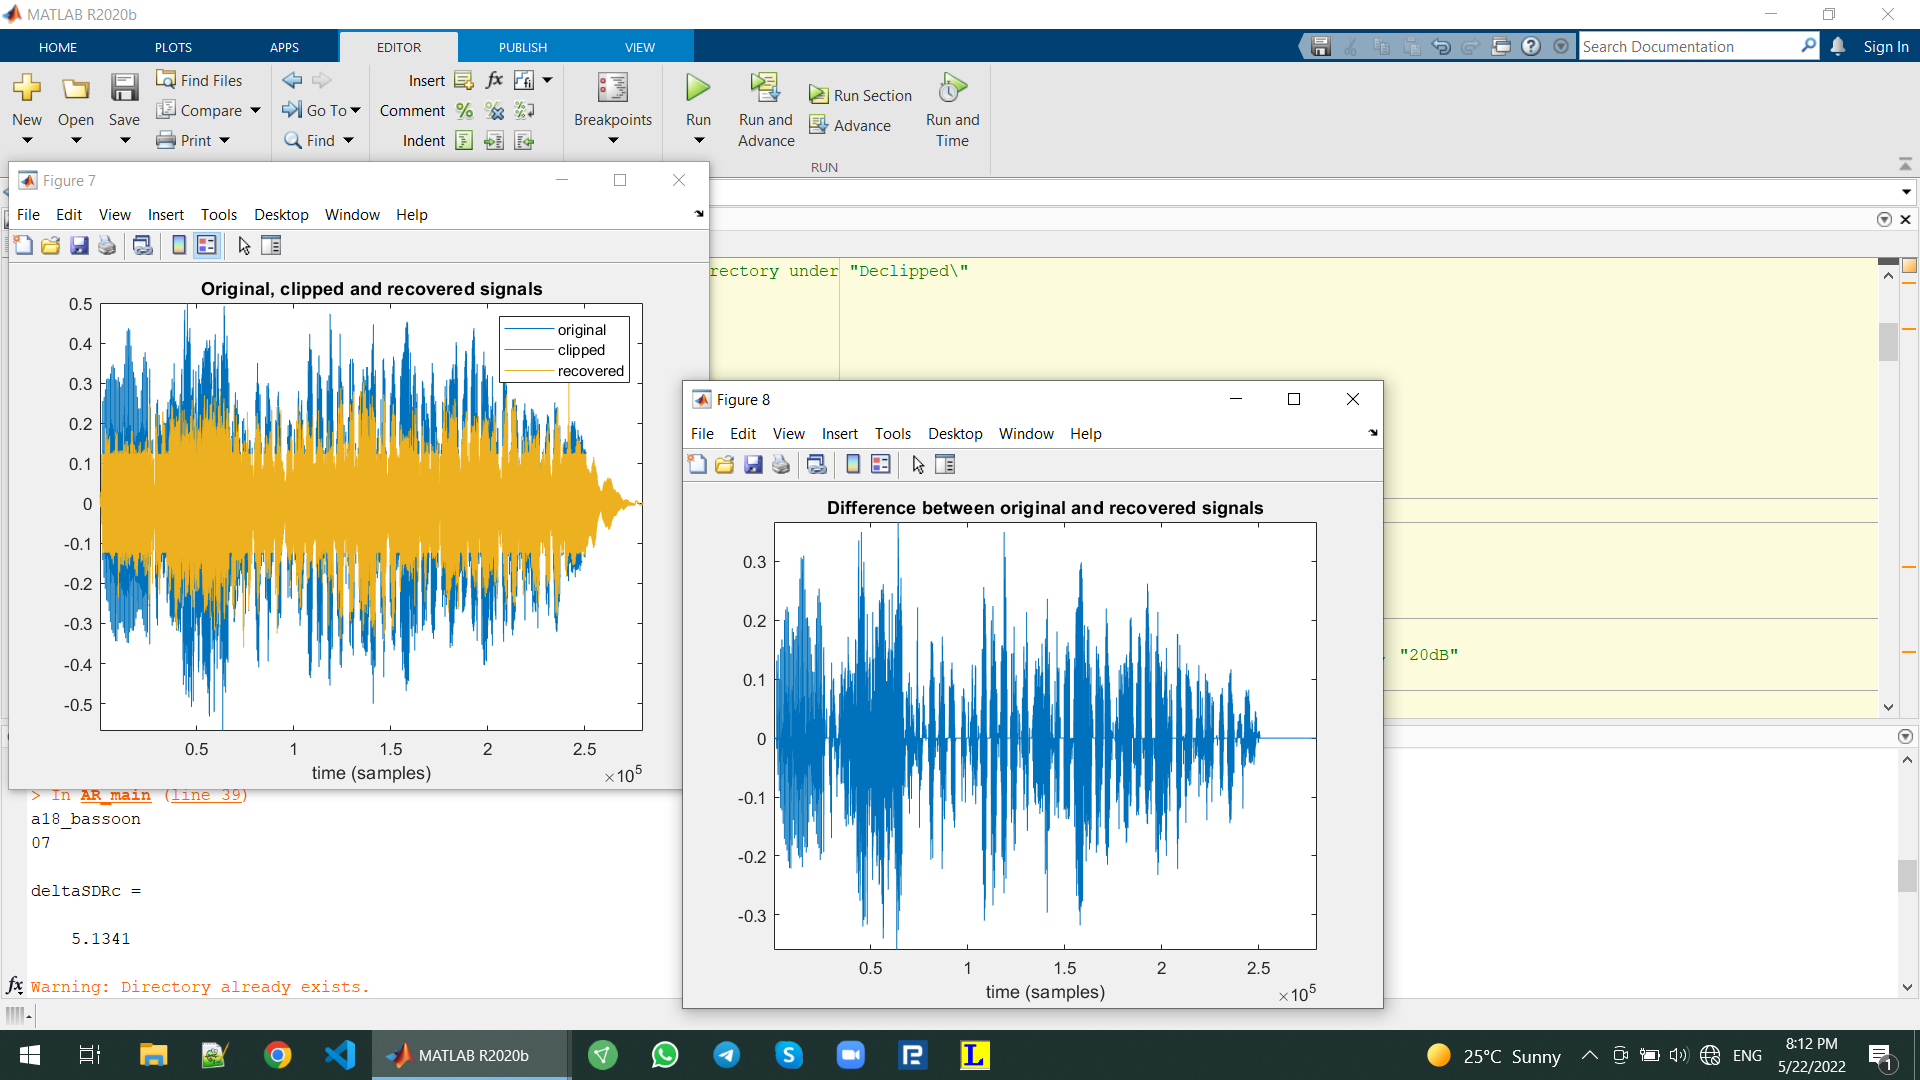 MATLAB R2020b
HOME PLOTS APPS EDITOR PUBLISH VIEW
Search Documentation
Sign In
New Open Save
Find Files
Compare
Print
Go To
Find
Insert
Comment
Indent
Breakpoints
Run
Run and Advance
Run Section
Advance
Run and Time
RUN
Figure 7
File Edit View Insert Tools Desktop Window Help
Original, clipped and recovered signals
original
clipped
recovered
0.5
0.4
0.3
0.2
0.1
0
-0.1
-0.2
-0.3
-0.4
-0.5
0.5 1 1.5 2 2.5
time (samples)
×10⁵
rectory under "Declipped\"
"20dB"
Figure 8
File Edit View Insert Tools Desktop Window Help
Difference between original and recovered signals
0.3
0.2
0.1
0
-0.1
-0.2
-0.3
0.5 1 1.5 2 2.5
time (samples)
×10⁵
> In AR_main (line 39)
a18_bassoon
07
deltaSDRc =
5.1341
fx Warning: Directory already exists.
MATLAB R2020b
25°C Sunny
ENG
8:12 PM
5/22/2022
1